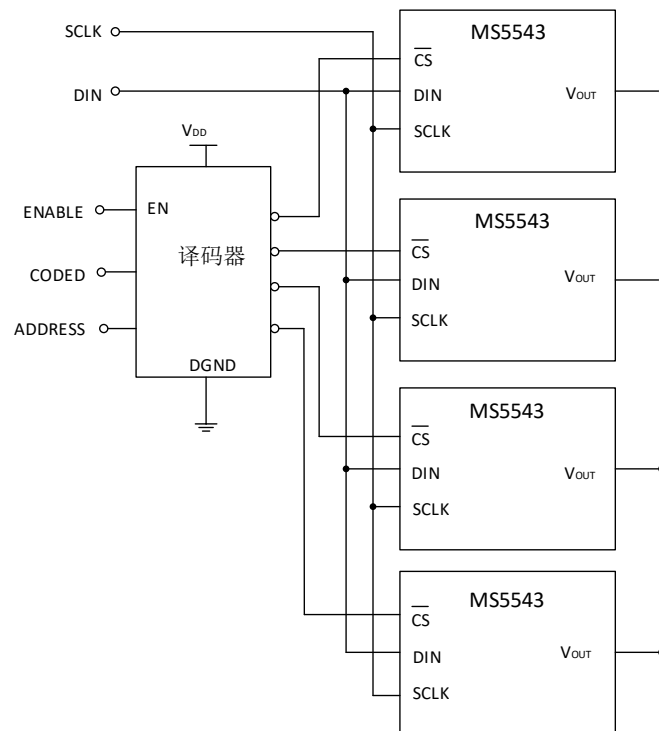 SCLK
DIN
VDD
ENABLE
EN
CODED
译码器
ADDRESS
DGND
MS5543
CS
DIN
VOUT
SCLK
MS5543
CS
DIN
VOUT
SCLK
MS5543
CS
DIN
VOUT
SCLK
MS5543
CS
DIN
VOUT
SCLK